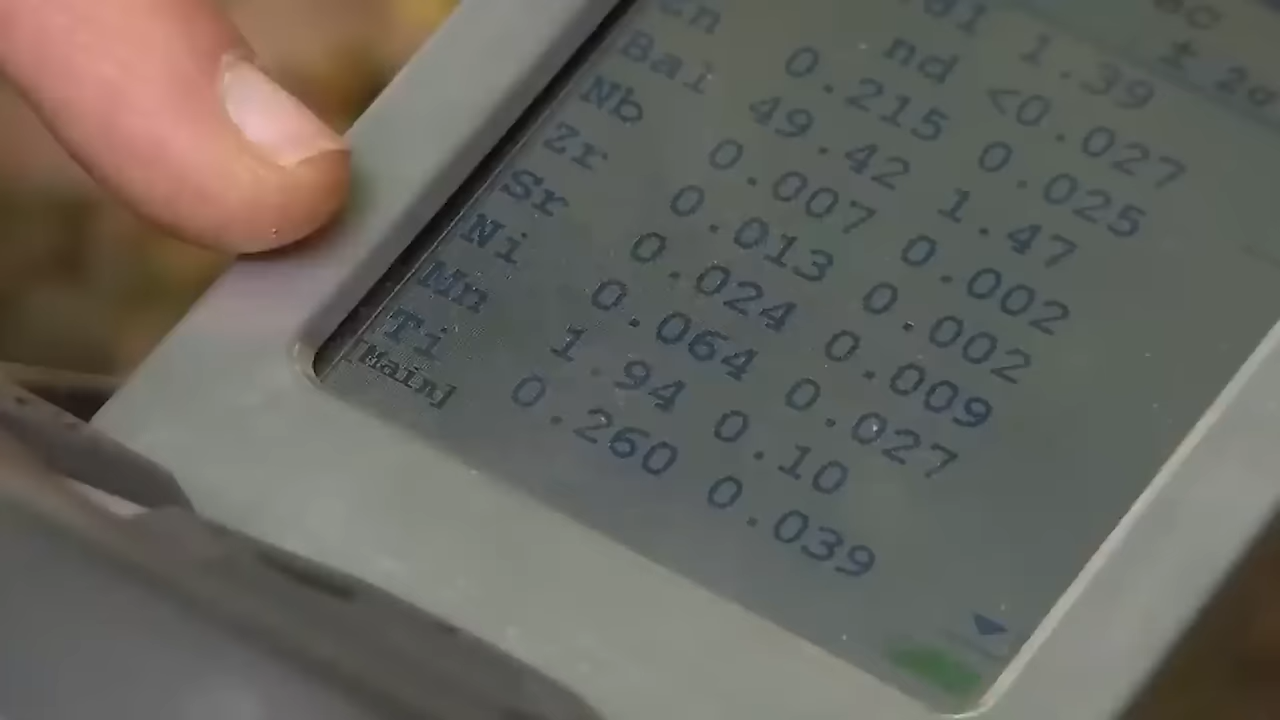 ± 2σ
1.39
nd <0.027
0.215 0.025
Bal 49.42 1.47
Nb 0.007 0.002
Zr 0.013 0.002
Sr 0.024 0.009
Ni 0.064 0.027
Mn 1.94 0.10
Ti 0.260 0.039
[Main]